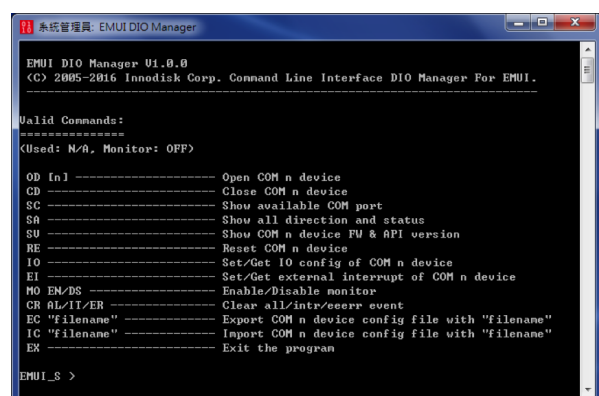 系統管理員: EMUI DIO Manager
EMUI DIO Manager V1.0.0
(C) 2005-2016 Innodisk Corp. Command Line Interface DIO Manager For EMUI.
------------------------------------------------------------------------
Valid Commands:
===============
(Used: N/A, Monitor: OFF)
OD [n] -------------------- Open COM n device
CD ------------------------ Close COM n device
SC ------------------------ Show available COM port
SA ------------------------ Show all direction and status
SV ------------------------ Show COM n device FW & API version
RE ------------------------ Reset COM n device
IO ------------------------ Set/Get IO config of COM n device
EI ------------------------ Set/Get external interrupt of COM n device
MO EN/DS ------------------ Enable/Disable monitor
CR AL/IT/ER --------------- Clear all/intr/eeerr event
EC "filename" ------------- Export COM n device config file with "filename"
IC "filename" ------------- Import COM n device config file with "filename"
EX ------------------------ Exit the program
EMUI_S >